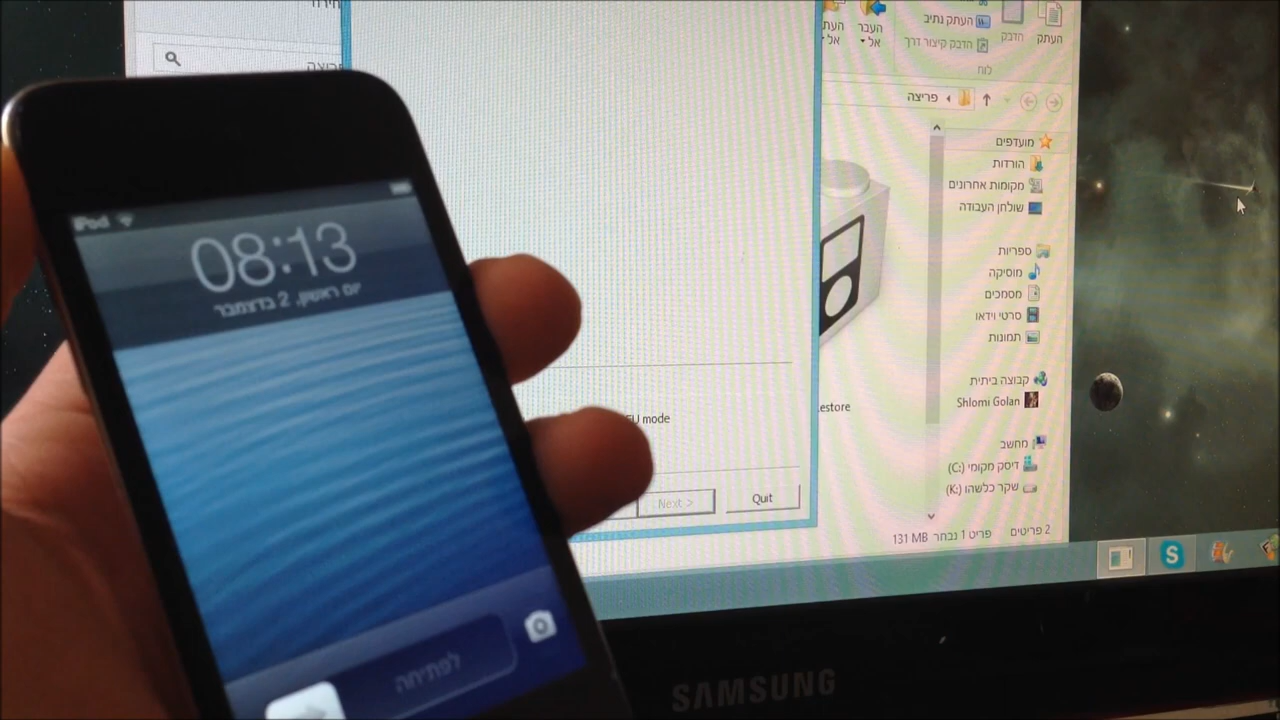 iPod
08:13
יום ראשון, 2 בדצמבר
לפתיחה
העתק
הדבק
העתק נתיב
הדבק קיצור דרך
העבר
אל
אל
לוח
פריצה
מועדפים
הורדות
מקומות אחרונים
שולחן העבודה
ספריות
מוסיקה
מסמכים
סרטי וידאו
תמונות
קבוצה ביתית
Shlomi Golan
מחשב
דיסק מקומי (C:)
שקר כלשהו (K:)
2 פריטים
פריט 1 נבחר 131 MB
mode
Next >
Quit
SAMSUNG